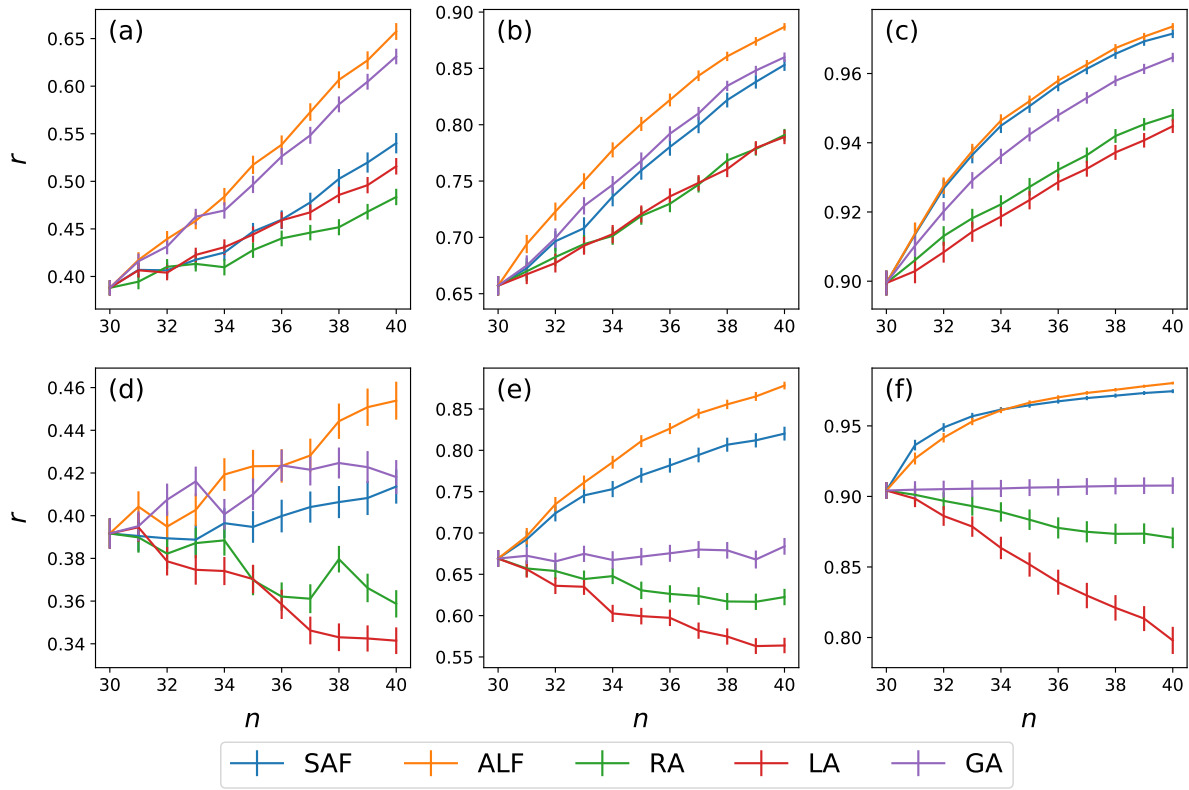 (a) (b) (c)
r
0.65 0.60 0.55 0.50 0.45 0.40
0.90 0.85 0.80 0.75 0.70 0.65
0.96 0.94 0.92 0.90
30 32 34 36 38 40 30 32 34 36 38 40 30 32 34 36 38 40
(d) (e) (f)
r
0.46 0.44 0.42 0.40 0.38 0.36 0.34
0.85 0.80 0.75 0.70 0.65 0.60 0.55
0.95 0.90 0.85 0.80
30 32 34 36 38 40 30 32 34 36 38 40 30 32 34 36 38 40
n n n
SAF ALF RA LA GA